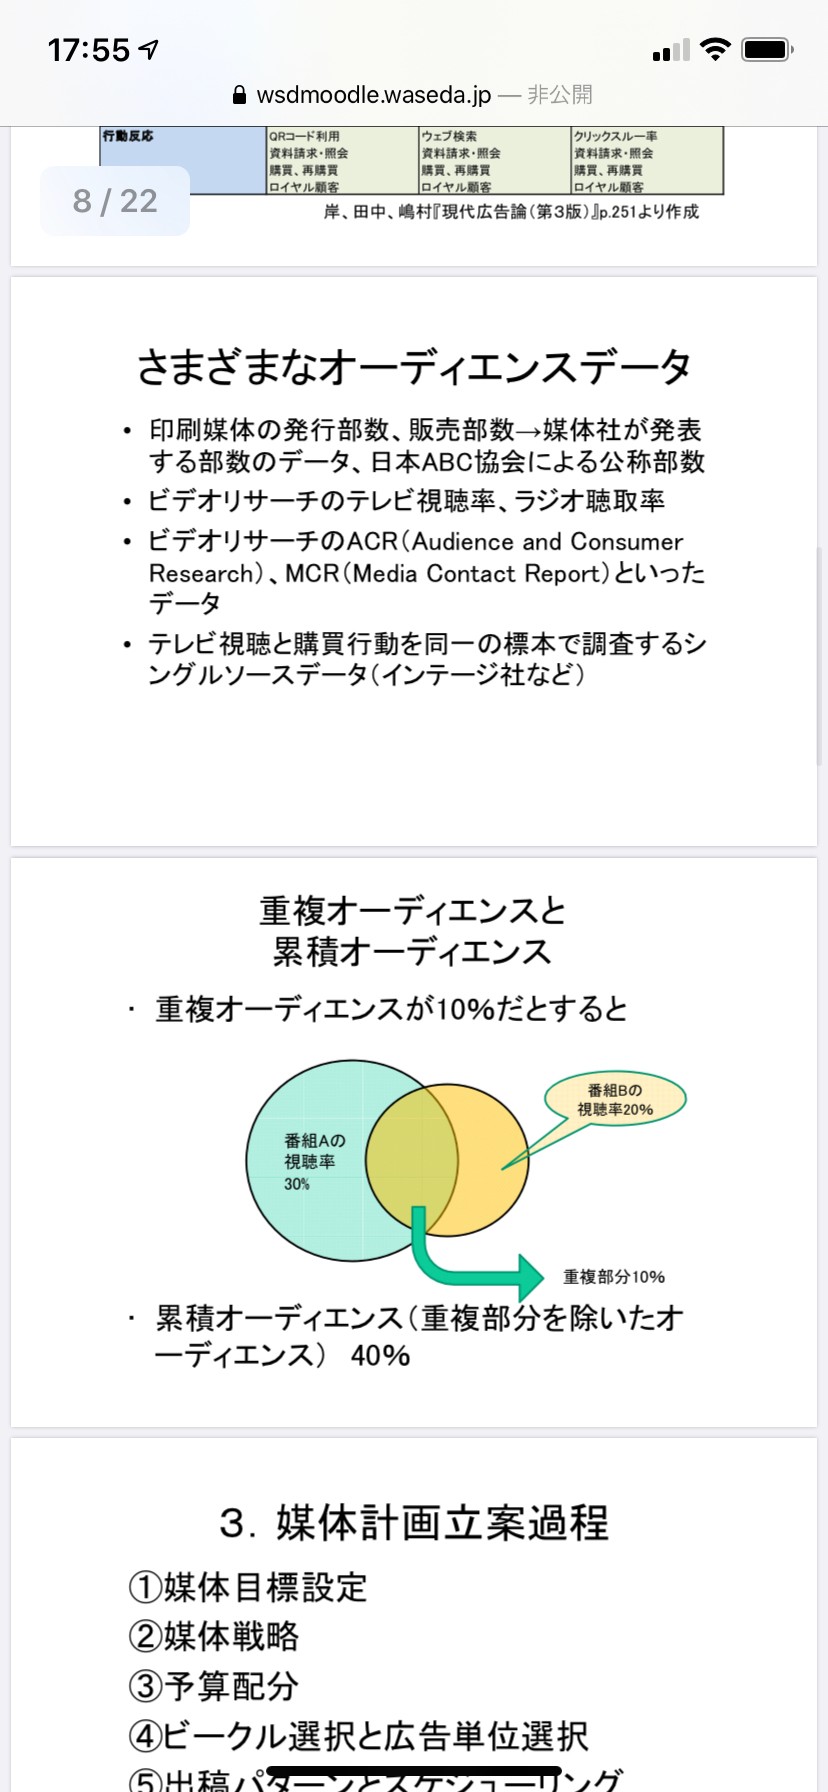 17:55
wsdmoodle.waseda.jp — 非公開
行動反応
QRコード利用
資料請求・照会
購買、再購買
ロイヤル顧客
ウェブ検索
資料請求・照会
購買、再購買
ロイヤル顧客
クリックスルー率
資料請求・照会
購買、再購買
ロイヤル顧客
8 / 22
岸、田中、嶋村『現代広告論（第３版）』p.251より作成
さまざまなオーディエンスデータ
• 印刷媒体の発行部数、販売部数→媒体社が発表
する部数のデータ、日本ABC協会による公称部数
• ビデオリサーチのテレビ視聴率、ラジオ聴取率
• ビデオリサーチのACR（Audience and Consumer
Research）、MCR（Media Contact Report）といった
データ
• テレビ視聴と購買行動を同一の標本で調査するシ
ングルソースデータ（インテージ社など）
重複オーディエンスと
累積オーディエンス
・ 重複オーディエンスが10%だとすると
番組Aの
視聴率
30%
番組Bの
視聴率20%
重複部分10%
・ 累積オーディエンス（重複部分を除いたオ
ーディエンス） 40%
３．媒体計画立案過程
①媒体目標設定
②媒体戦略
③予算配分
④ビークル選択と広告単位選択
⑤出稿パターンとスケジューリング